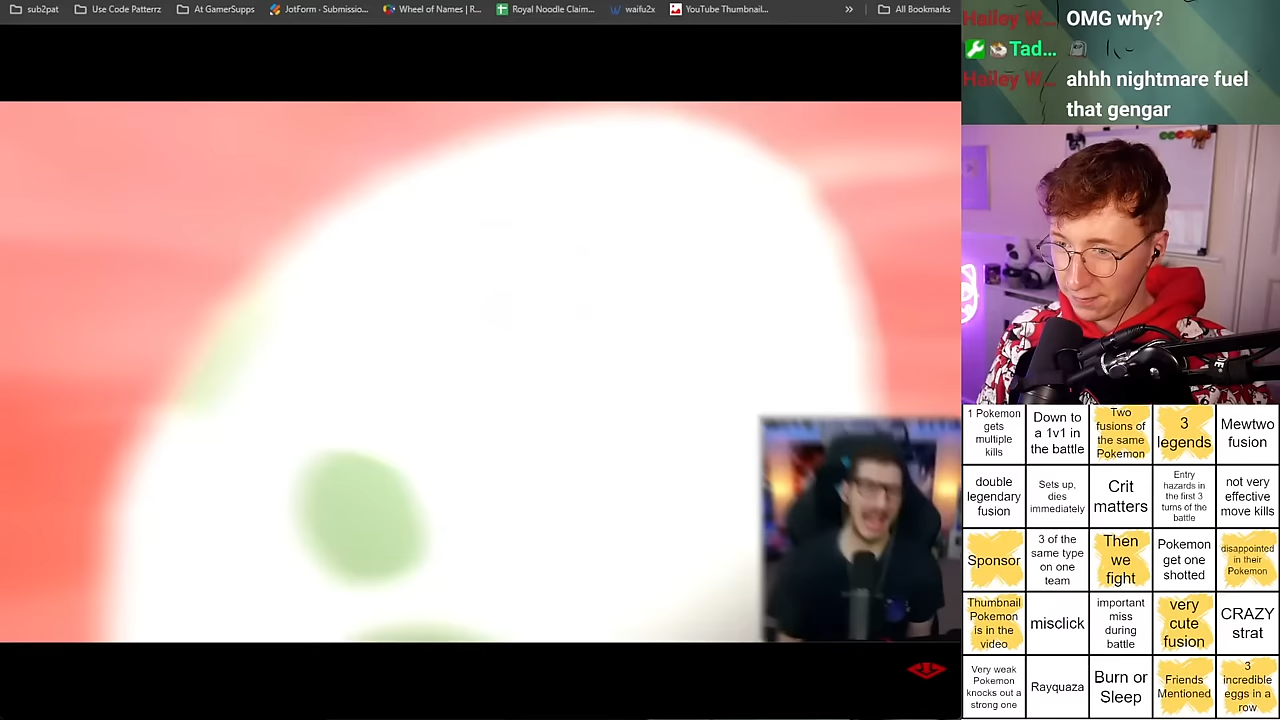 sub2pat
Use Code Patterrz
At GamerSupps
JotForm - Submissio...
Wheel of Names | R...
Royal Noodle Claim...
waifu2x
YouTube Thumbnail...
»
All Bookmarks
Hailey W... OMG why?
Tad...
Hailey W... ahhh nightmare fuel
that gengar
1 Pokemon
gets
multiple
kills
Down to
a 1v1 in
the battle
Two
fusions of
the same
Pokemon
3
legends
Mewtwo
fusion
double
legendary
fusion
Sets up,
dies
immediately
Crit
matters
Entry
hazards in
the first 3
turns of the
battle
not very
effective
move kills
Sponsor
3 of the
same type
on one
team
Then
we
fight
Pokemon
get one
shotted
disappointed
in their
Pokemon
Thumbnail
Pokemon
is in the
video
misclick
important
miss
during
battle
very
cute
fusion
CRAZY
strat
Very weak
Pokemon
knocks out a
strong one
Rayquaza
Burn or
Sleep
Friends
Mentioned
3
incredible
eggs in a
row